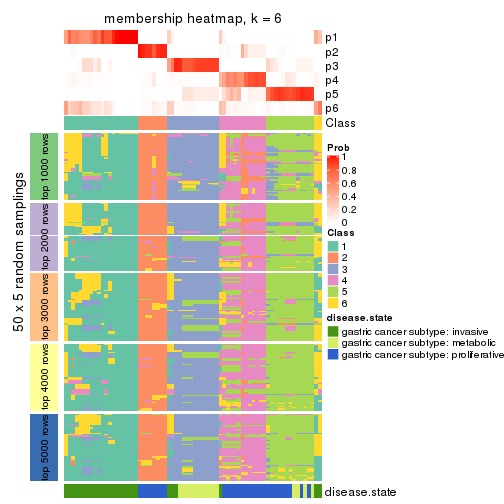 membership heatmap, k = 6
p1
p2
p3
p4
p5
p6
Class
50 x 5 random samplings
top 1000 rows
top 2000 rows
top 3000 rows
top 4000 rows
top 5000 rows
Prob
1
0.8
0.6
0.4
0.2
0
Class
1
2
3
4
5
6
disease.state
gastric cancer subtype: invasive
gastric cancer subtype: metabolic
gastric cancer subtype: proliferative
disease.state